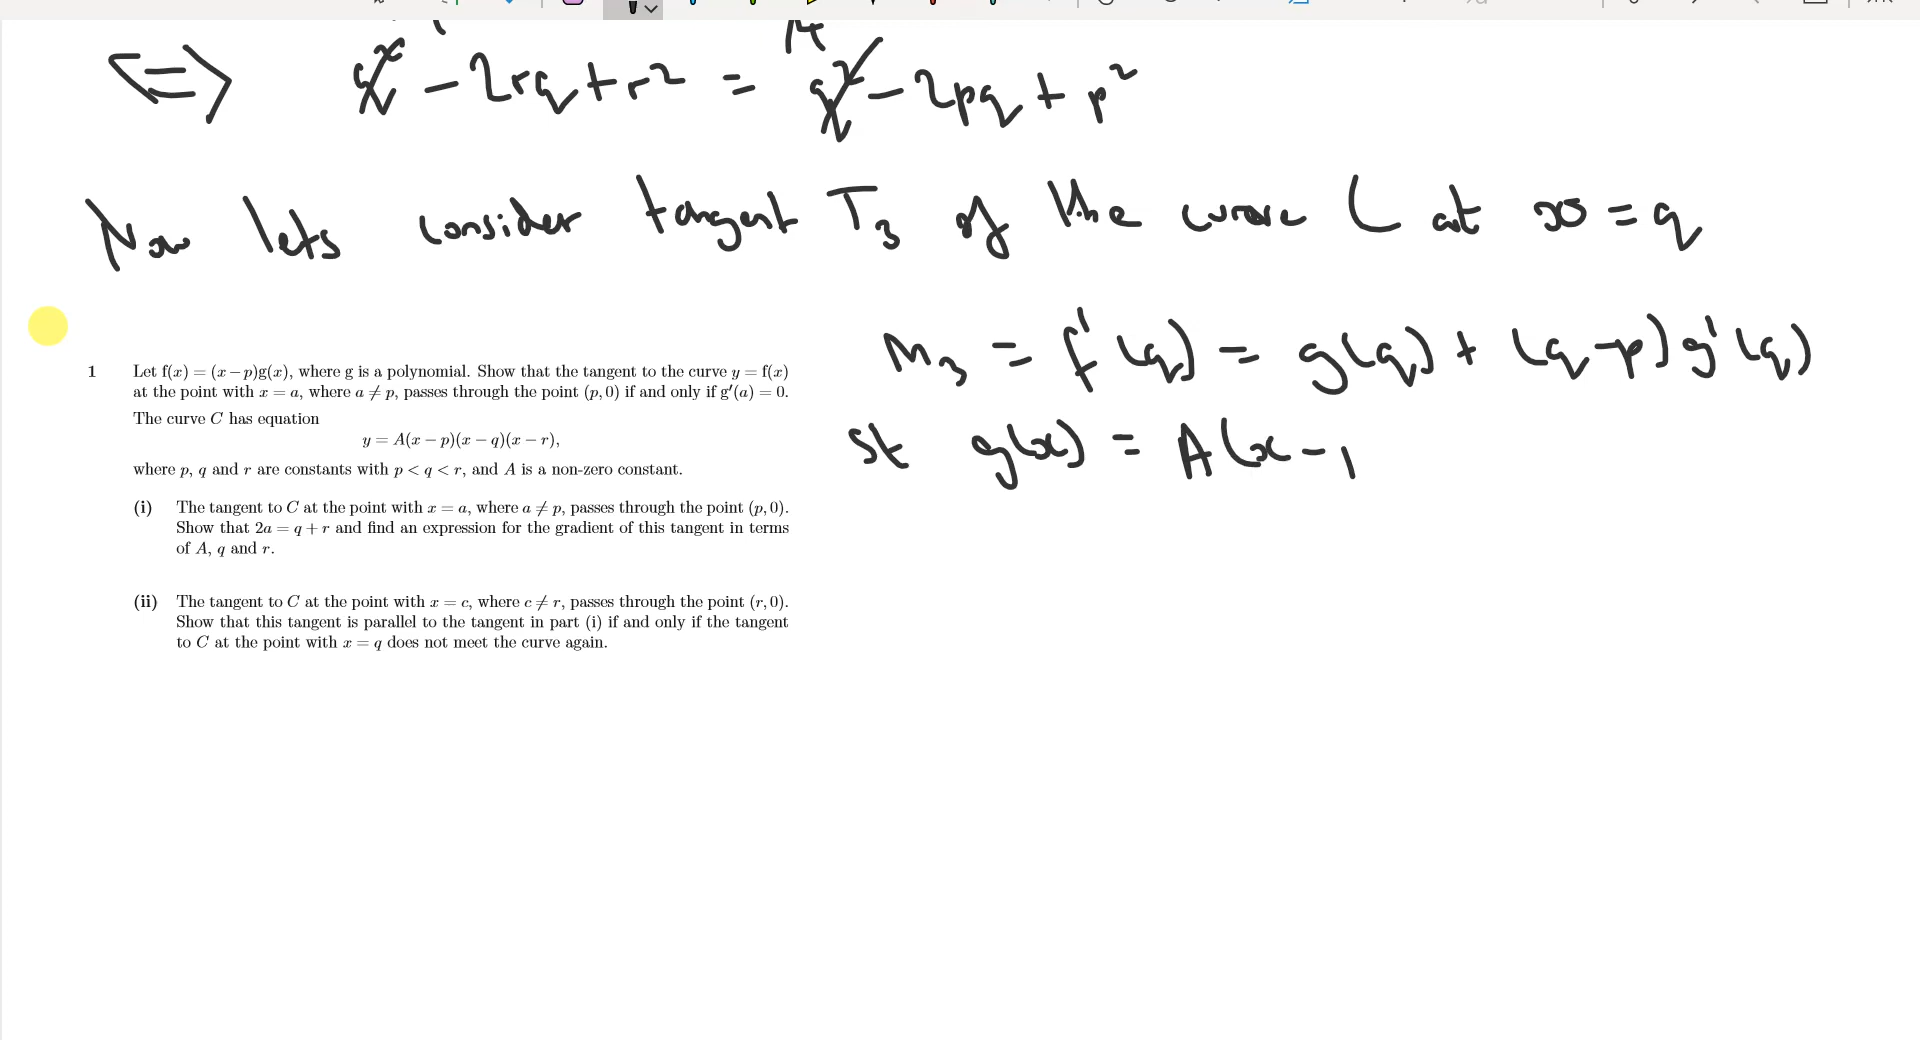 ⟺ q² - 2rq + r² = q² - 2pq + p²
Now lets consider tangent T₃ of the curve C at x = q
M₃ = f'(q) = g(q) + (q-p)g'(q)
st g(x) = A(x-
1 Let f(x) = (x − p)g(x), where g is a polynomial. Show that the tangent to the curve y = f(x)
at the point with x = a, where a ≠ p, passes through the point (p, 0) if and only if g′(a) = 0.
The curve C has equation
y = A(x − p)(x − q)(x − r),
where p, q and r are constants with p < q < r, and A is a non-zero constant.
(i) The tangent to C at the point with x = a, where a ≠ p, passes through the point (p, 0).
Show that 2a = q + r and find an expression for the gradient of this tangent in terms
of A, q and r.
(ii) The tangent to C at the point with x = c, where c ≠ r, passes through the point (r, 0).
Show that this tangent is parallel to the tangent in part (i) if and only if the tangent
to C at the point with x = q does not meet the curve again.